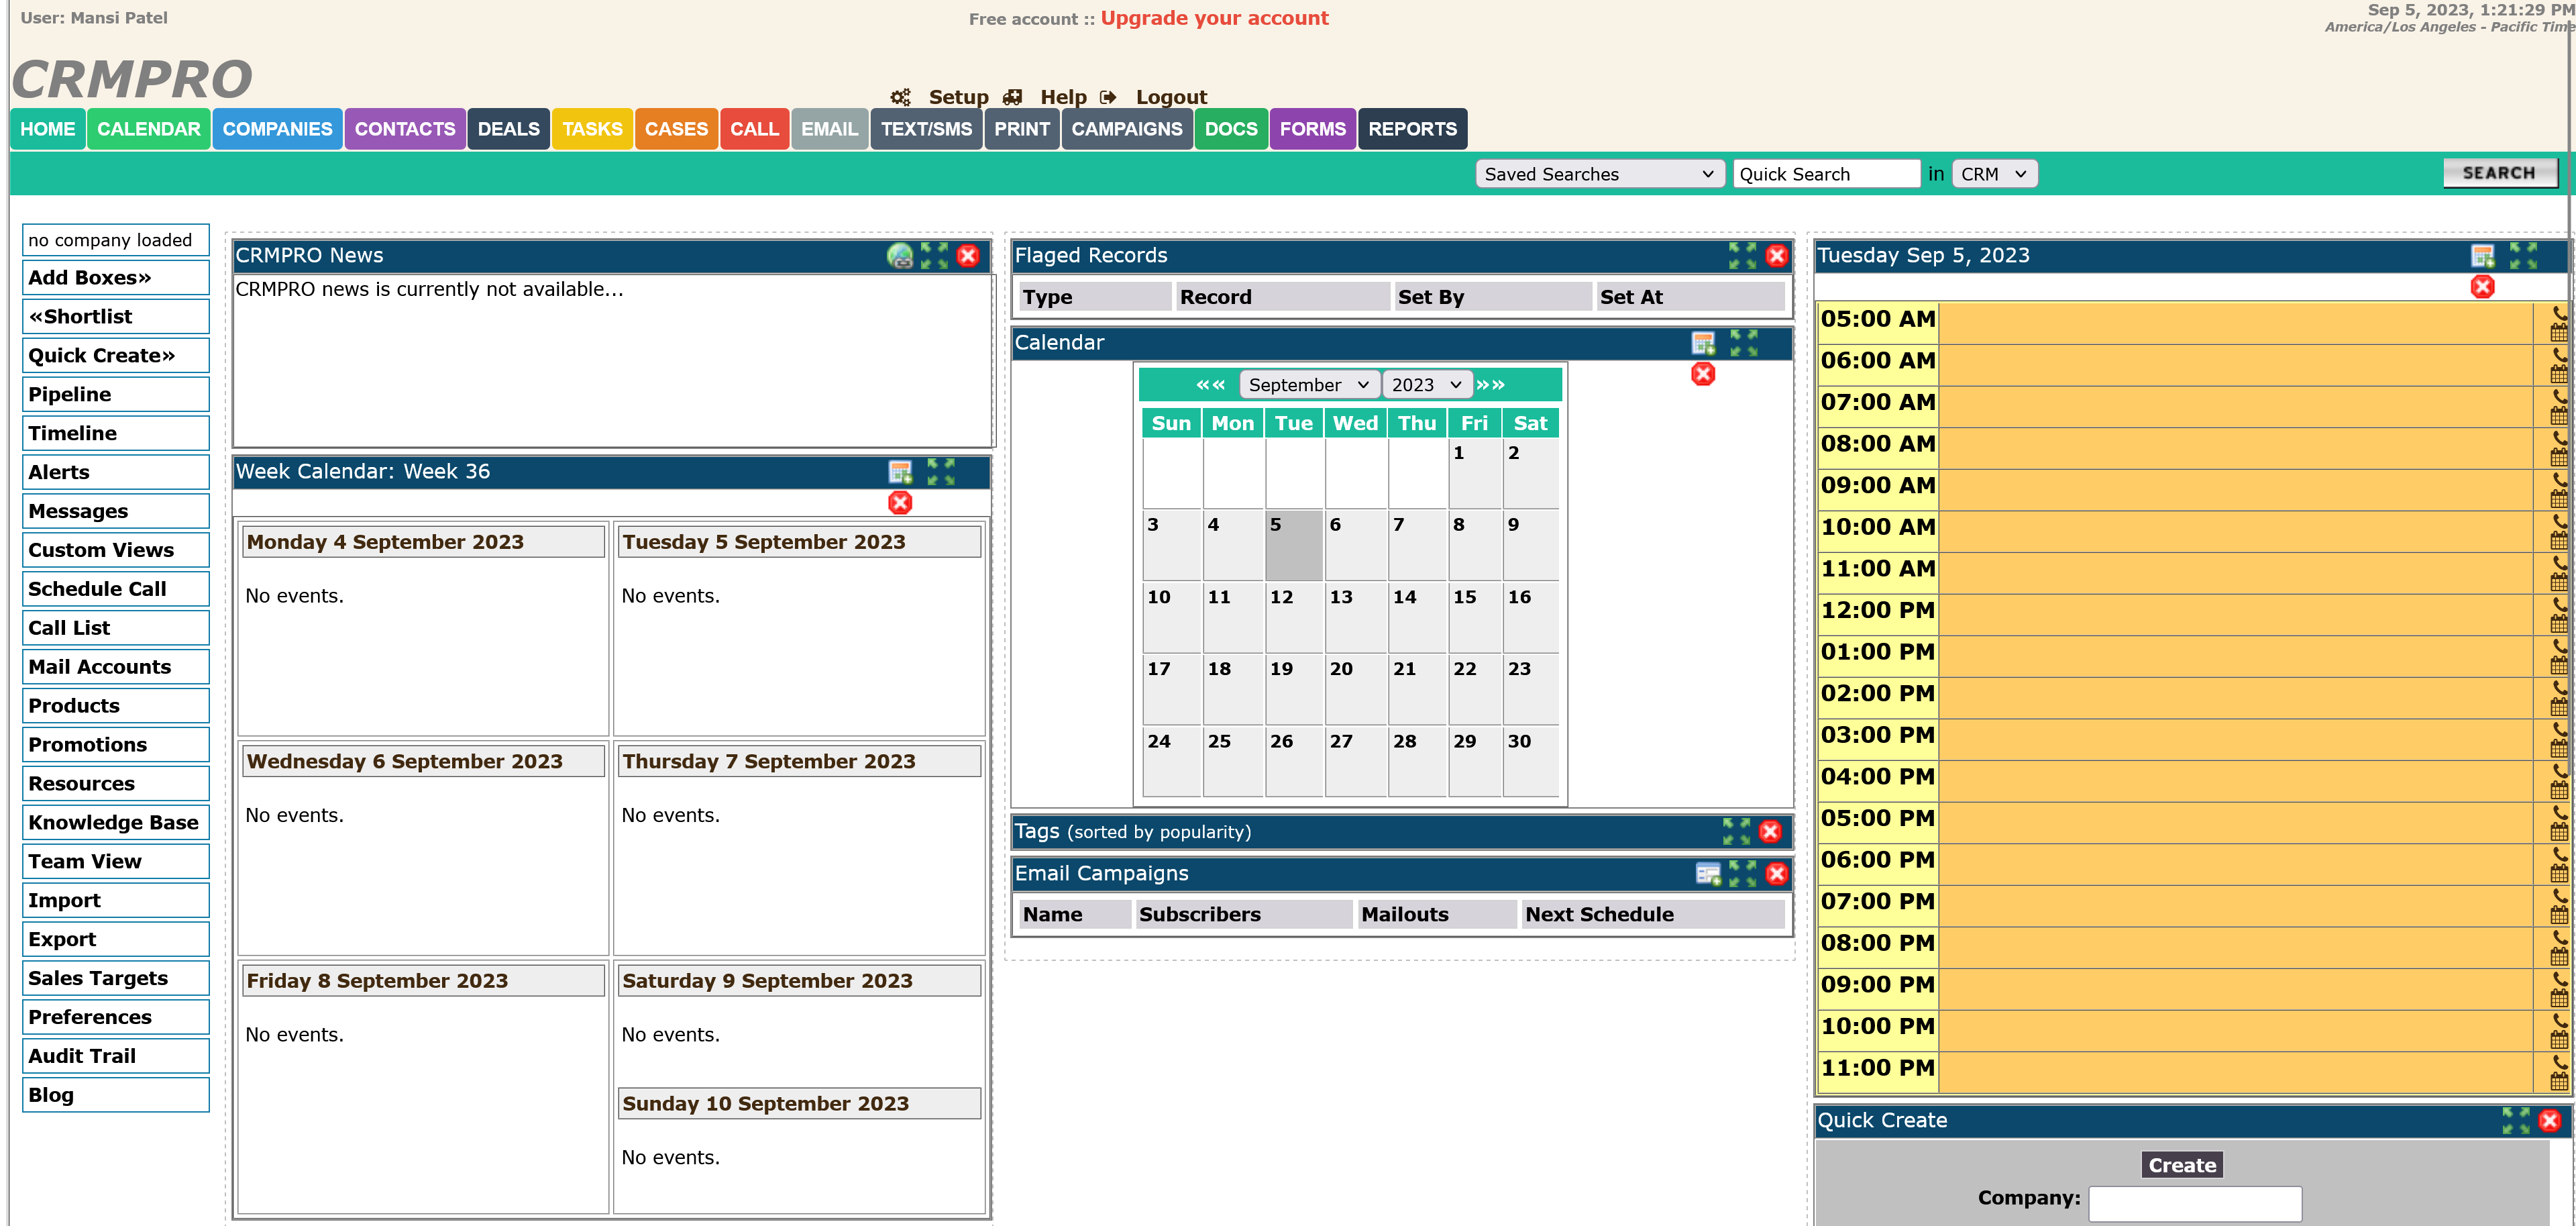 User: Mansi Patel
Free account :: Upgrade your account
Sep 5, 2023, 1:21:29 PM
America/Los Angeles - Pacific Time
CRMPRO
Setup Help Logout
HOME CALENDAR COMPANIES CONTACTS DEALS TASKS CASES CALL EMAIL TEXT/SMS PRINT CAMPAIGNS DOCS FORMS REPORTS
Saved Searches Quick Search in CRM SEARCH
no company loaded
Add Boxes»
«Shortlist
Quick Create»
Pipeline
Timeline
Alerts
Messages
Custom Views
Schedule Call
Call List
Mail Accounts
Products
Promotions
Resources
Knowledge Base
Team View
Import
Export
Sales Targets
Preferences
Audit Trail
Blog
CRMPRO News
CRMPRO news is currently not available...
Week Calendar: Week 36
Monday 4 September 2023
No events.
Tuesday 5 September 2023
No events.
Wednesday 6 September 2023
No events.
Thursday 7 September 2023
No events.
Friday 8 September 2023
No events.
Saturday 9 September 2023
No events.
Sunday 10 September 2023
No events.
Flaged Records
Type Record Set By Set At
Calendar
«« September 2023 »»
Sun Mon Tue Wed Thu Fri Sat
1 2
3 4 5 6 7 8 9
10 11 12 13 14 15 16
17 18 19 20 21 22 23
24 25 26 27 28 29 30
Tags (sorted by popularity)
Email Campaigns
Name Subscribers Mailouts Next Schedule
Tuesday Sep 5, 2023
05:00 AM
06:00 AM
07:00 AM
08:00 AM
09:00 AM
10:00 AM
11:00 AM
12:00 PM
01:00 PM
02:00 PM
03:00 PM
04:00 PM
05:00 PM
06:00 PM
07:00 PM
08:00 PM
09:00 PM
10:00 PM
11:00 PM
Quick Create
Create
Company: